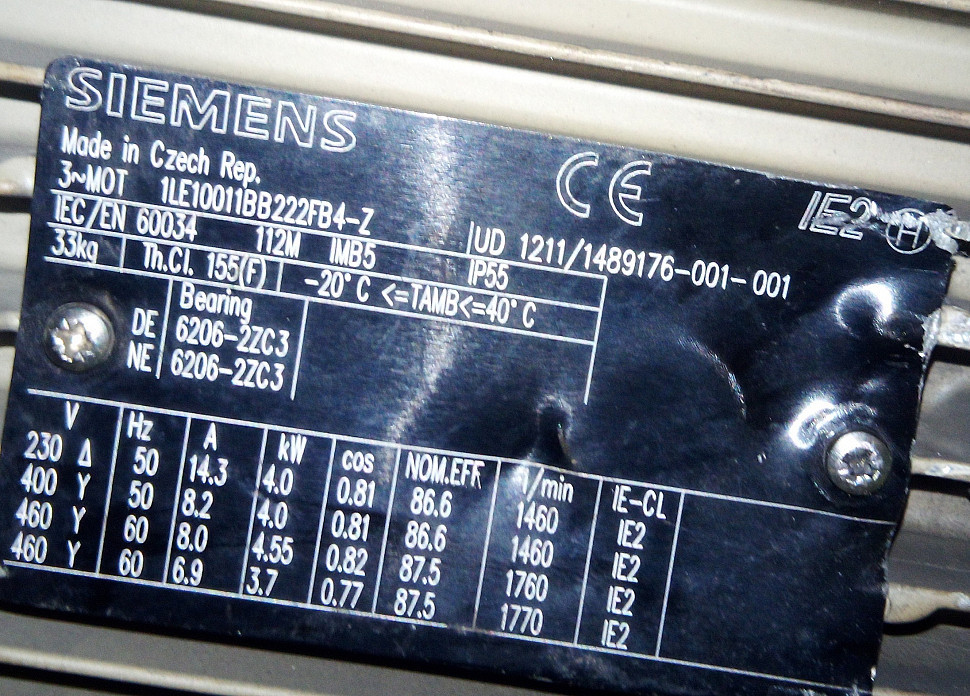 SIEMENS
CE
IE2 H
Made in Czech Rep.
3~MOT 1LE10011BB222FB4-Z UD 1211/1489176-001-001
IEC/EN 60034 112M IMB5 IP55
33kg Th.Cl. 155(F) -20°C <=TAMB<=40°C
Bearing
DE 6206-2ZC3
NE 6206-2ZC3
V Hz A kW cos NOM.EFF 1/min IE-CL
230 Δ 50 14.3 4.0 0.81 86.6 1460 IE2
400 Y 50 8.2 4.0 0.81 86.6 1460 IE2
460 Y 60 8.0 4.55 0.82 87.5 1760 IE2
460 Y 60 6.9 3.7 0.77 87.5 1770 IE2